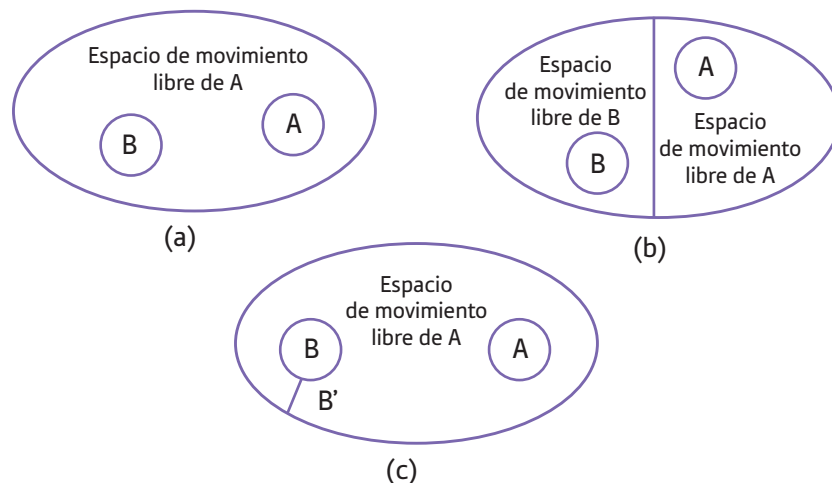 Espacio de movimiento
libre de A
B
A
(a)
Espacio
de movimiento
libre de B
B
A
Espacio
de movimiento
libre de A
(b)
Espacio
de movimiento
libre de A
B
A
B’
(c)